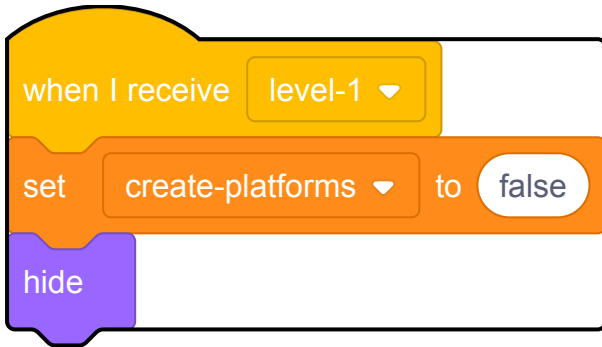 when I receive level-1
set create-platforms to false
hide